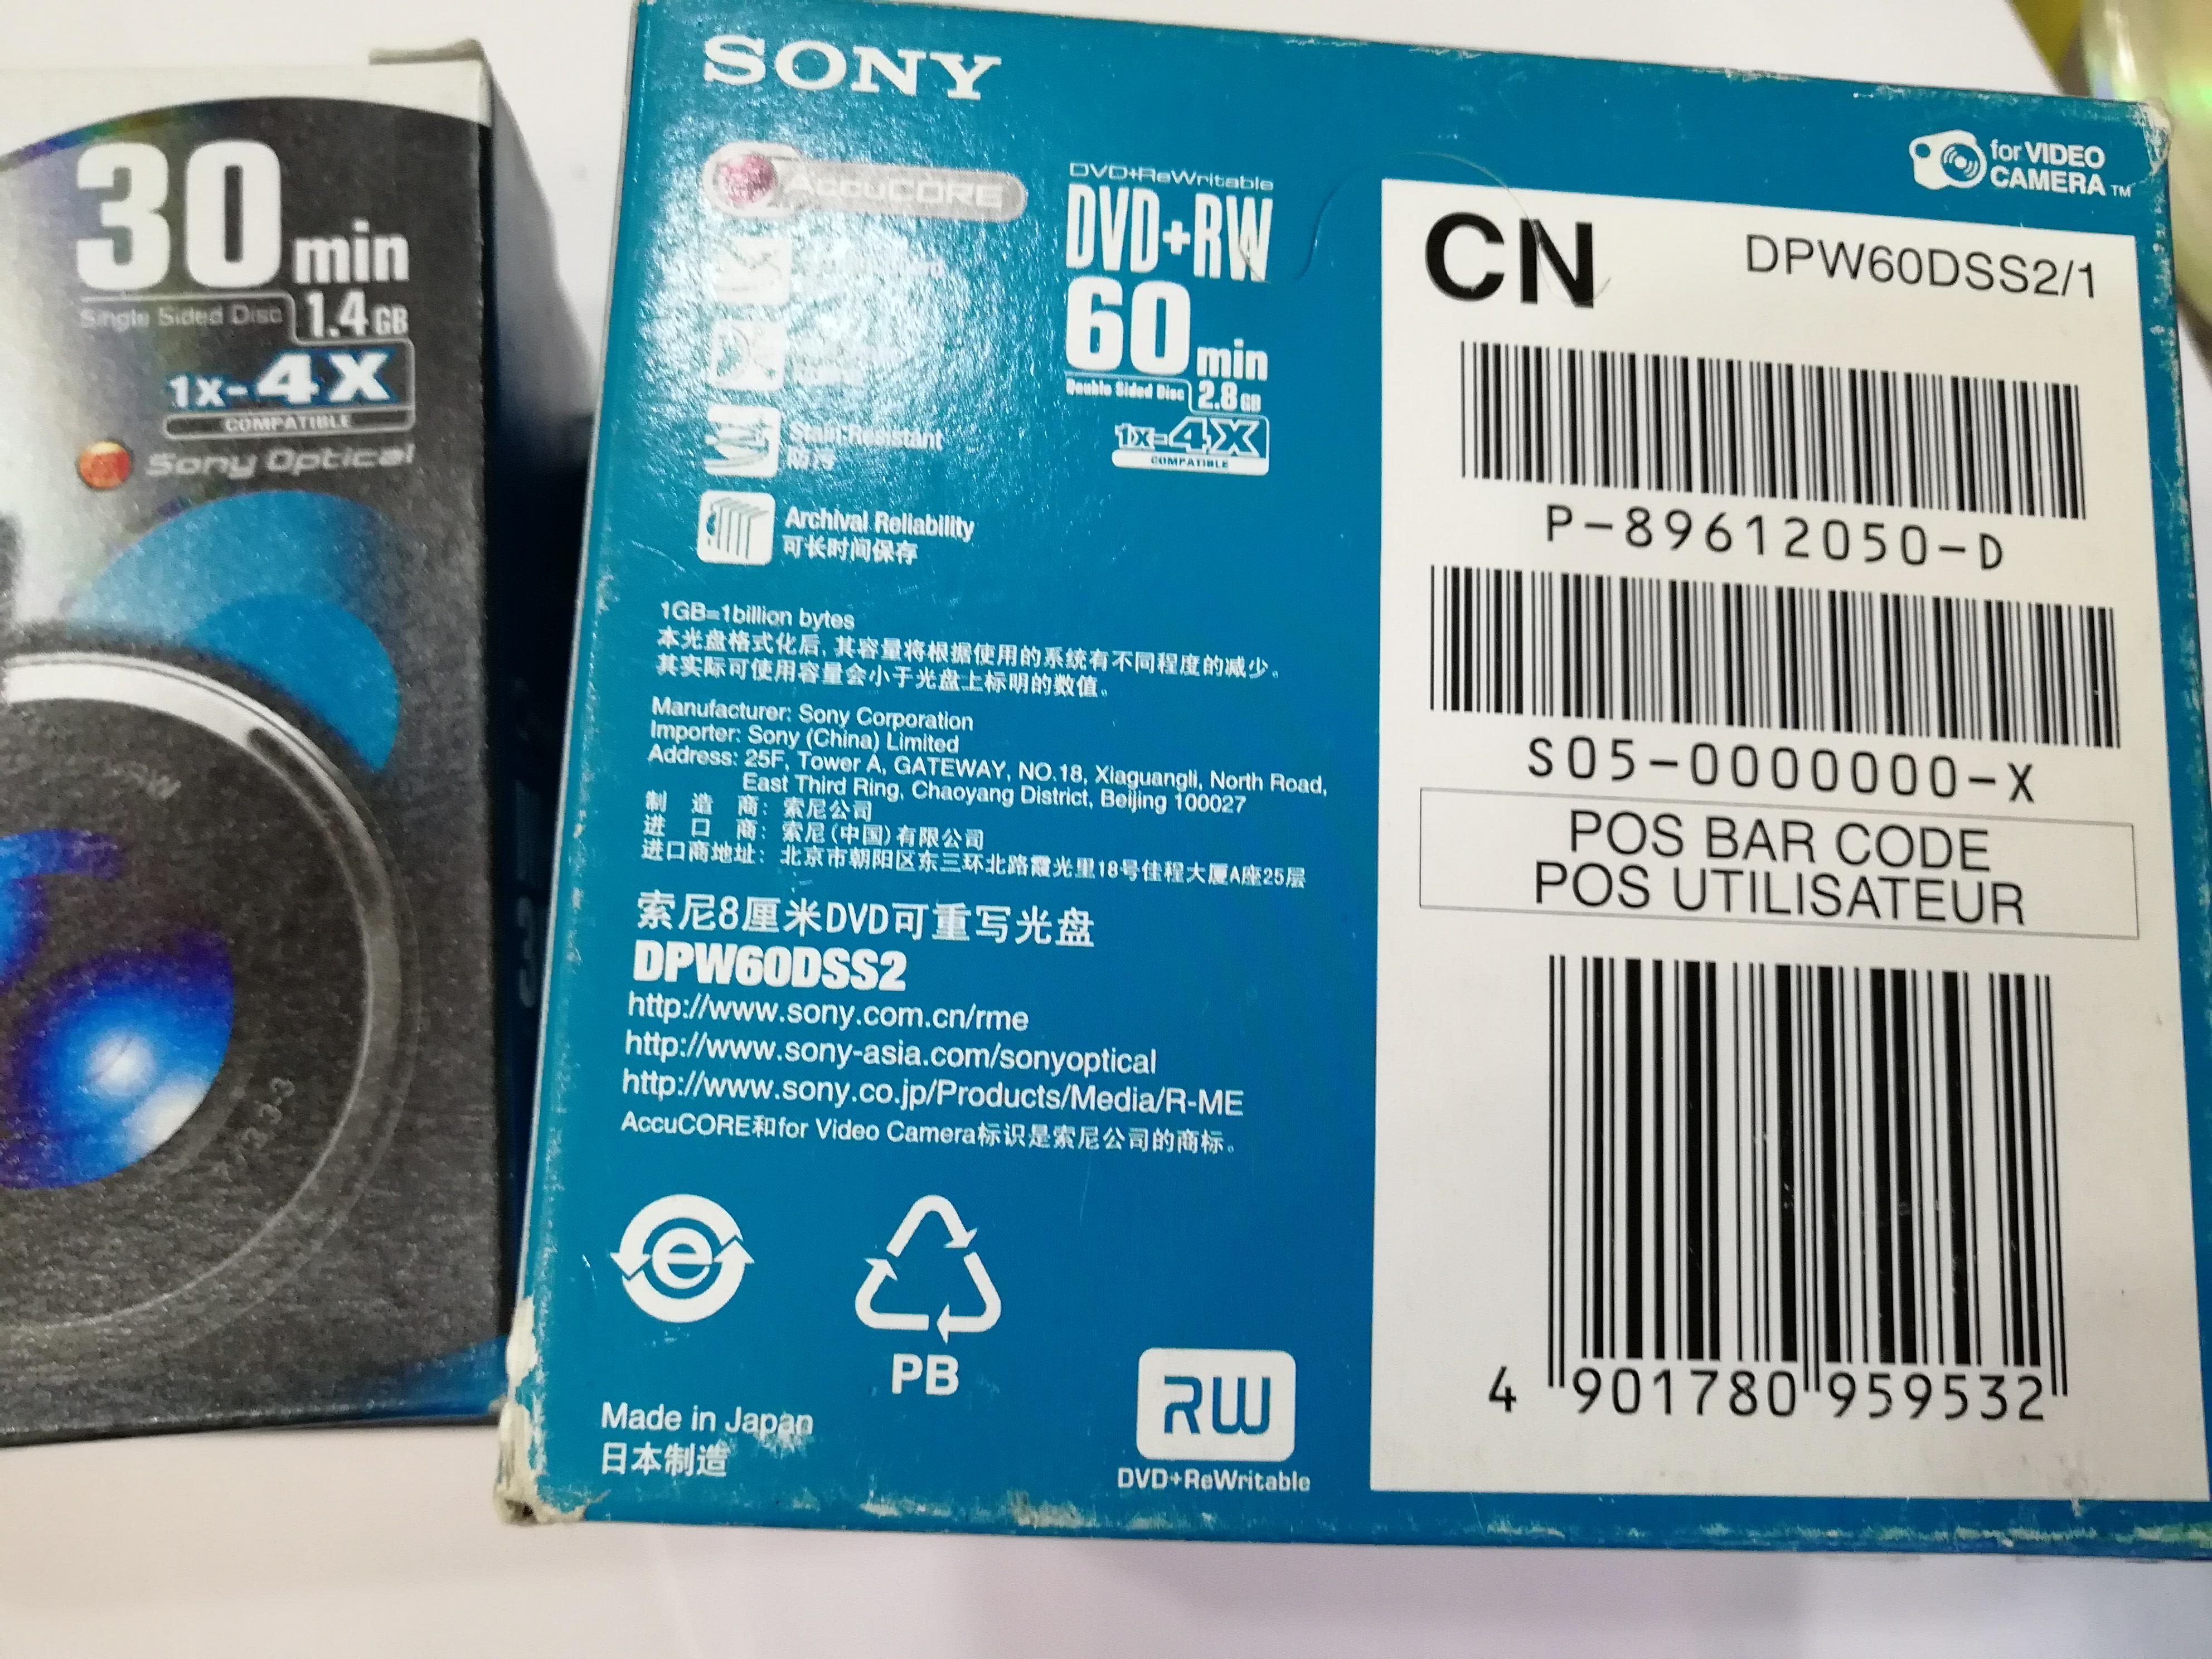 30 min
Single Sided Disc 1.4GB
1x-4X
COMPATIBLE
Sony Optical
SONY
AccuCORE
Stain Resistant
防污
Archival Reliability
可长时间保存
DVD+ReWritable
DVD+RW
60 min
Double Sided Disc 2.8GB
1x-4X
COMPATIBLE
for VIDEO
CAMERA TM
1GB=1billion bytes
本光盘格式化后,其容量将根据使用的系统有不同程度的减少。
其实际可使用容量会小于光盘上标明的数值。
Manufacturer: Sony Corporation
Importer: Sony (China) Limited
Address: 25F, Tower A, GATEWAY, NO.18, Xiaguangli, North Road,
East Third Ring, Chaoyang District, Beijing 100027
制 造 商: 索尼公司
进 口 商: 索尼(中国)有限公司
进口商地址: 北京市朝阳区东三环北路霞光里18号佳程大厦A座25层
索尼8厘米DVD可重写光盘
DPW60DSS2
http://www.sony.com.cn/rme
http://www.sony-asia.com/sonyoptical
http://www.sony.co.jp/Products/Media/R-ME
AccuCORE和for Video Camera标识是索尼公司的商标。
e
PB
Made in Japan
日本制造
RW
DVD+ReWritable
CN
DPW60DSS2/1
P-89612050-D
S05-0000000-X
POS BAR CODE
POS UTILISATEUR
4 901780 959532